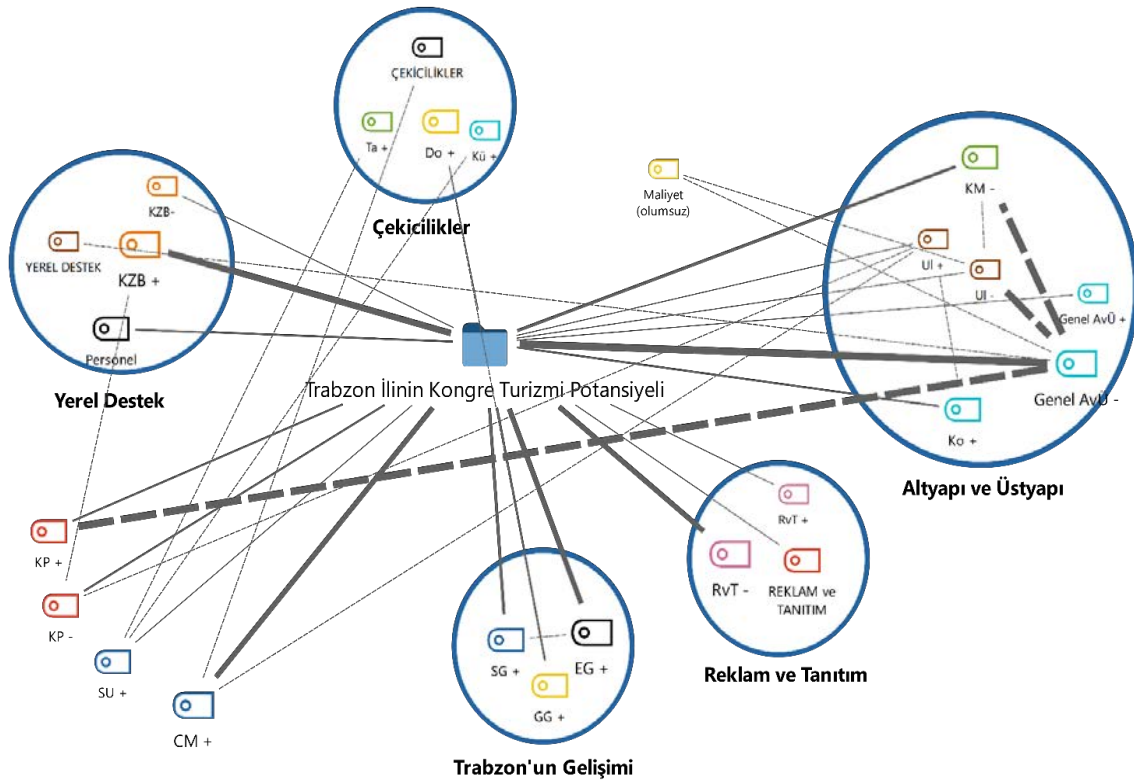 ÇEKİCİLİKLER
Ta +
Do +
Kü +
Çekicilikler
KZB-
YEREL DESTEK
KZB +
Personel
Yerel Destek
Maliyet
(olumsuz)
KM -
UI +
UI -
Genel AvÜ +
Genel AvÜ -
Ko +
Altyapı ve Üstyapı
Trabzon İlinin Kongre Turizmi Potansiyeli
KP +
KP -
SU +
CM +
SG +
EG +
GG +
Trabzon'un Gelişimi
RvT +
RvT -
REKLAM ve
TANITIM
Reklam ve Tanıtım